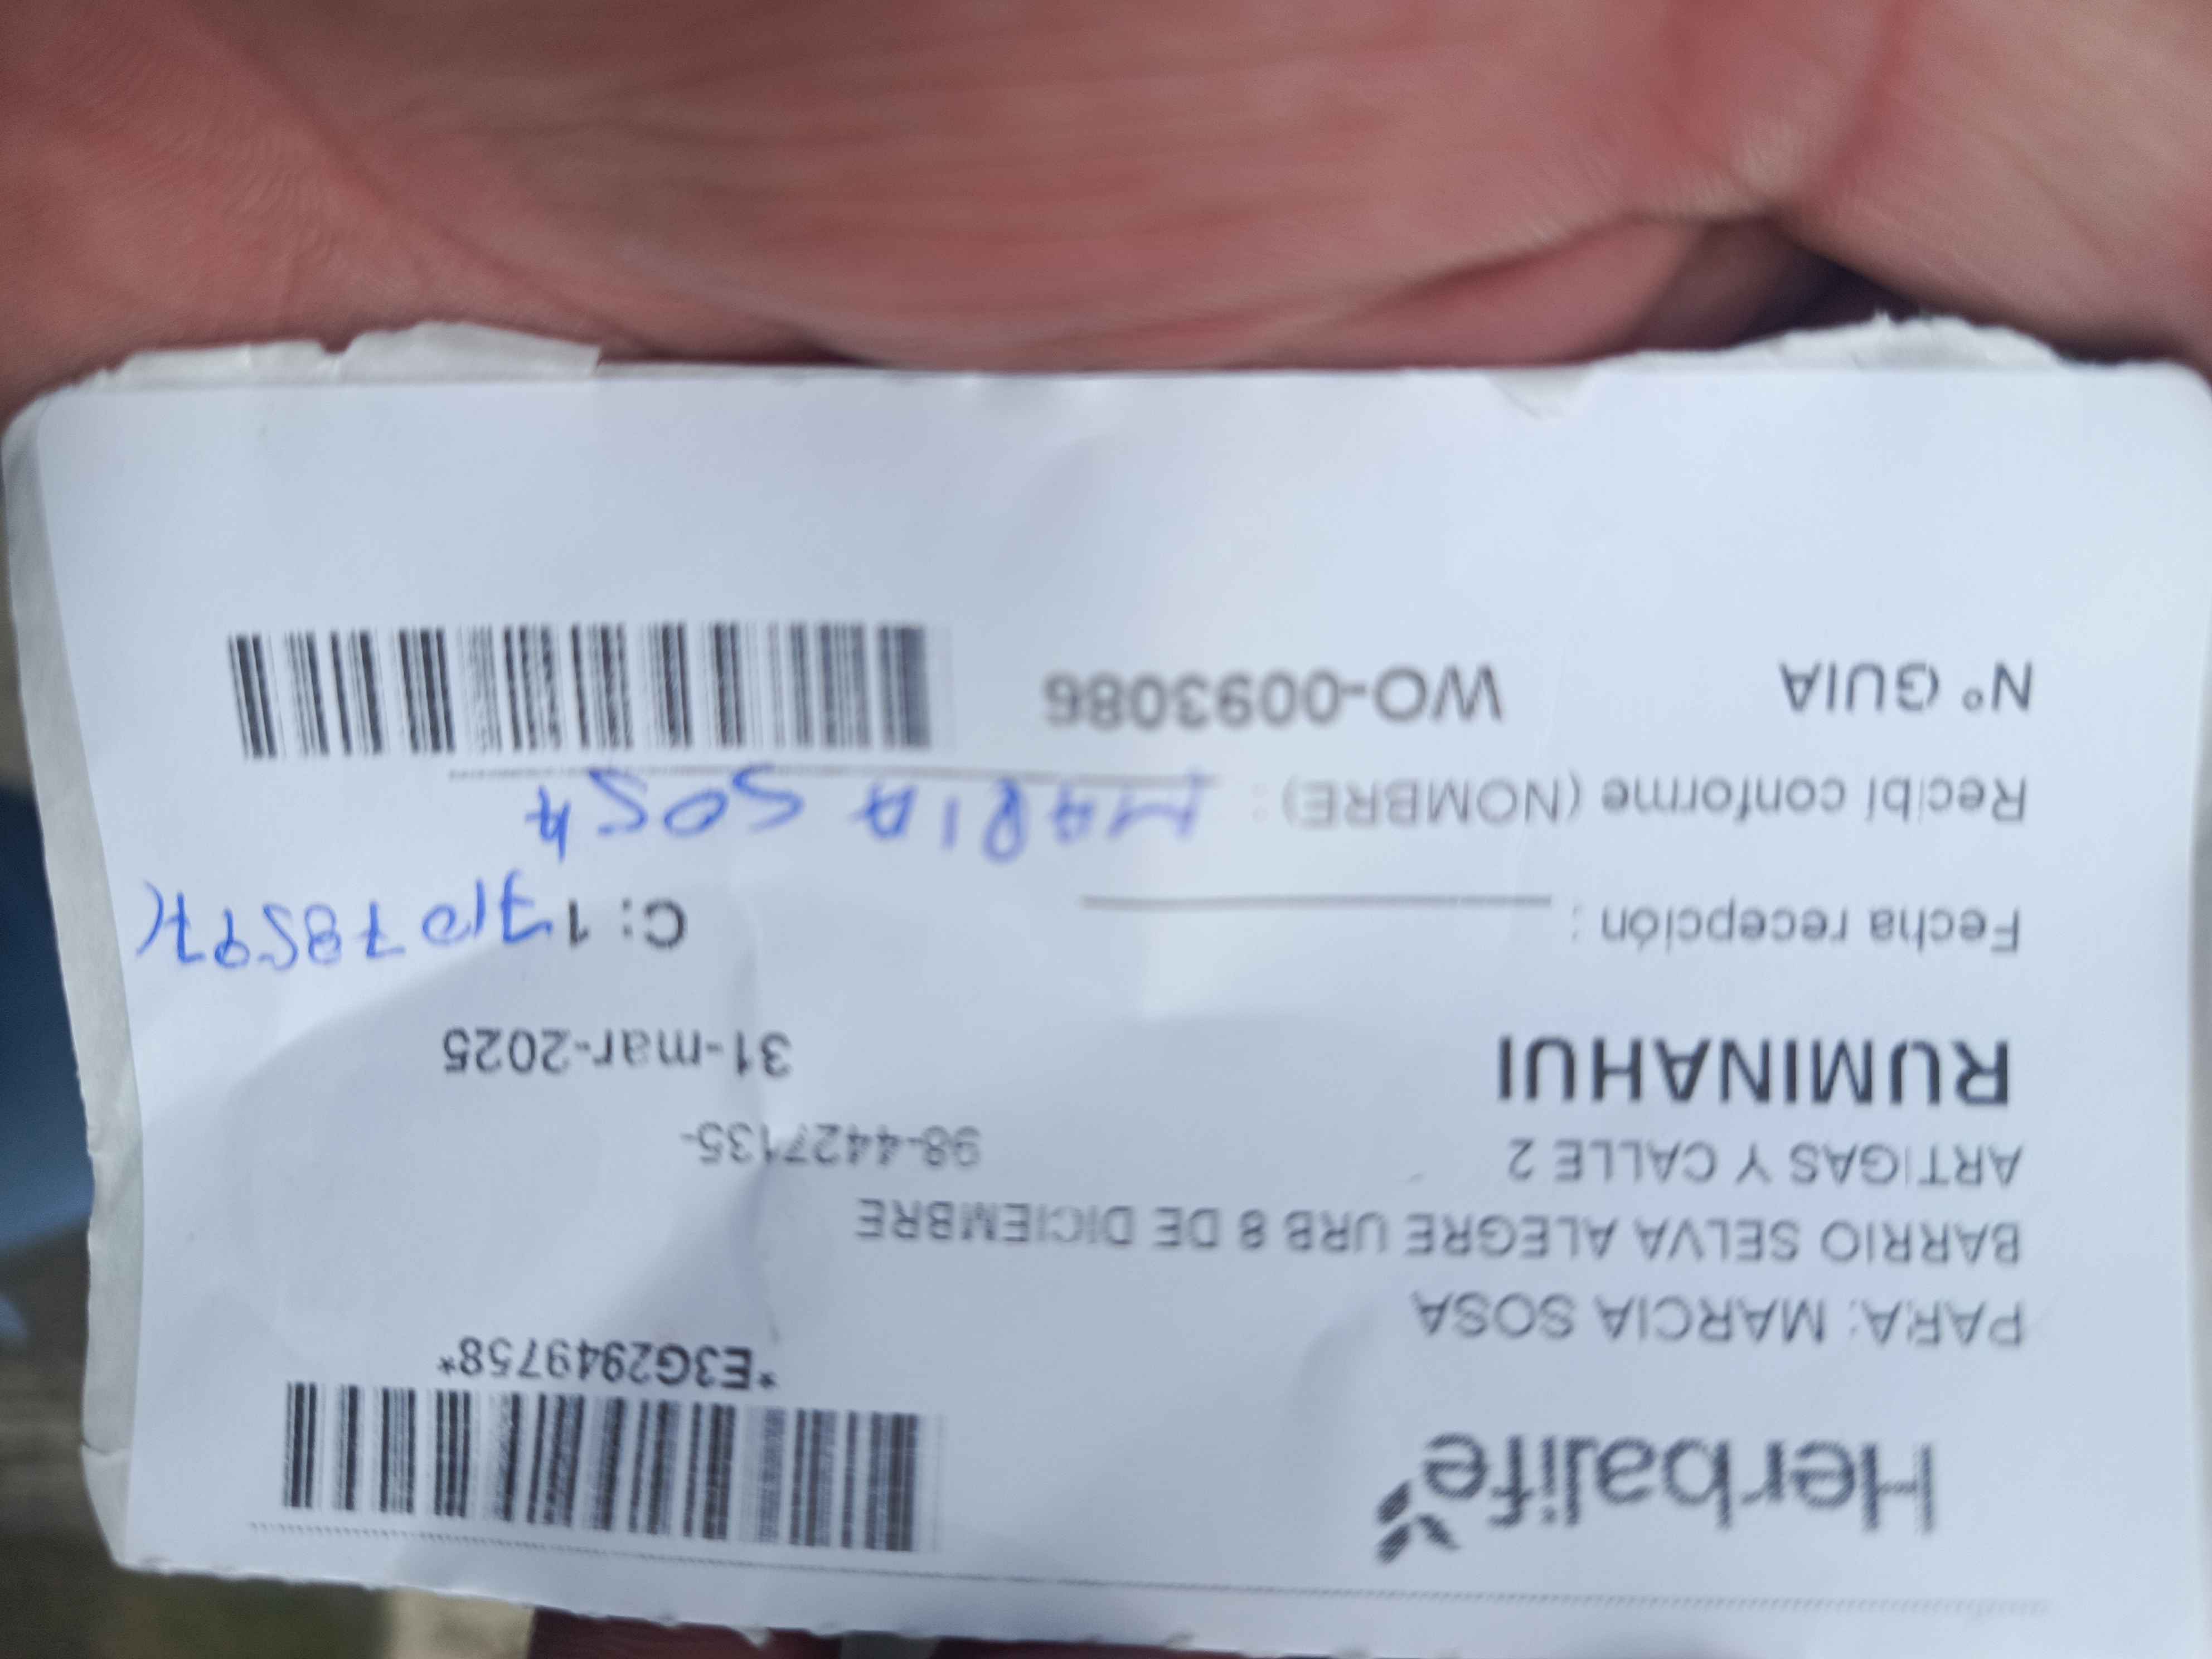 Herbalife
*E3G2949758*
PARA: MARCIA SOSA
BARRIO SELVA ALEGRE URB 8 DE DICIEMBRE
ARTIGAS Y CALLE 2 98-4427135-
RUMINAHUI 31-mar-2025
Fecha recepción : C: 1
Recibí conforme (NOMBRE) : MARIA SOSA
N° GUIA WO-0093086